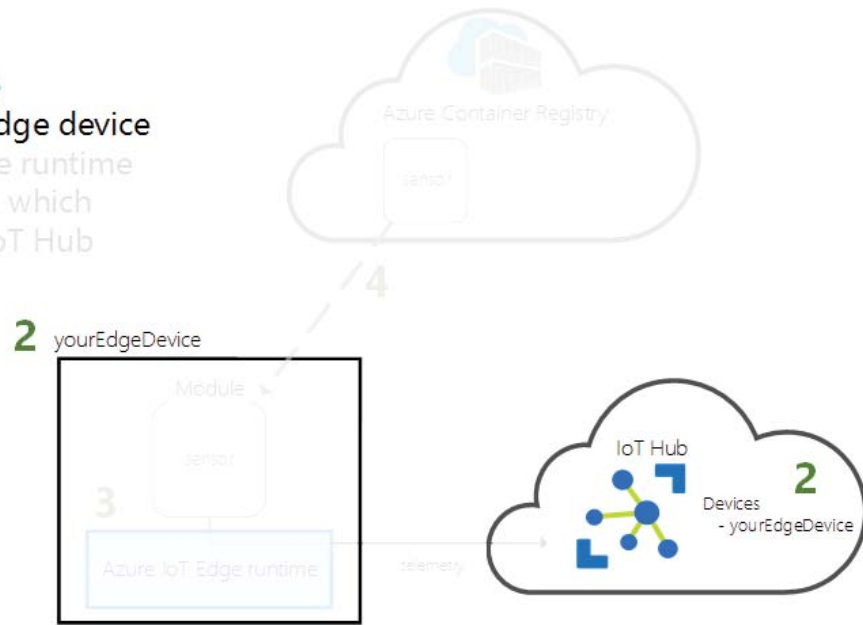 dge device
e runtime
which
oT Hub
Azure Container Registry
sensor
4
2 yourEdgeDevice
Module
sensor
3
Azure IoT Edge runtime
telemetry
IoT Hub
2
Devices
- yourEdgeDevice